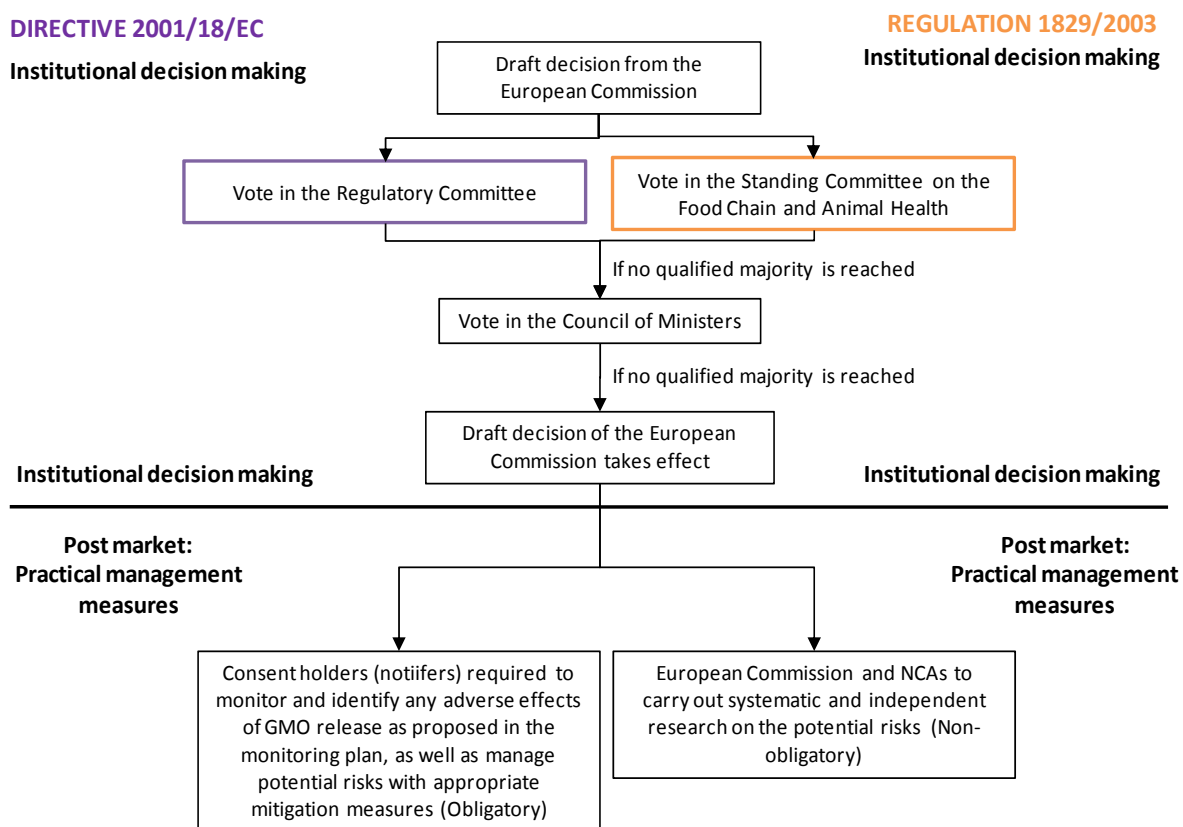 DIRECTIVE 2001/18/EC
REGULATION 1829/2003
Institutional decision making
Institutional decision making
Draft decision from the
European Commission
Vote in the Regulatory Committee
Vote in the Standing Committee on the
Food Chain and Animal Health
If no qualified majority is reached
Vote in the Council of Ministers
If no qualified majority is reached
Draft decision of the European
Commission takes effect
Institutional decision making
Institutional decision making
Post market:
Practical management
measures
Post market:
Practical management
measures
Consent holders (notiifers) required to
monitor and identify any adverse effects
of GMO release as proposed in the
monitoring plan, as well as manage
potential risks with appropriate
mitigation measures (Obligatory)
European Commission and NCAs to
carry out systematic and independent
research on the potential risks (Non-
obligatory)